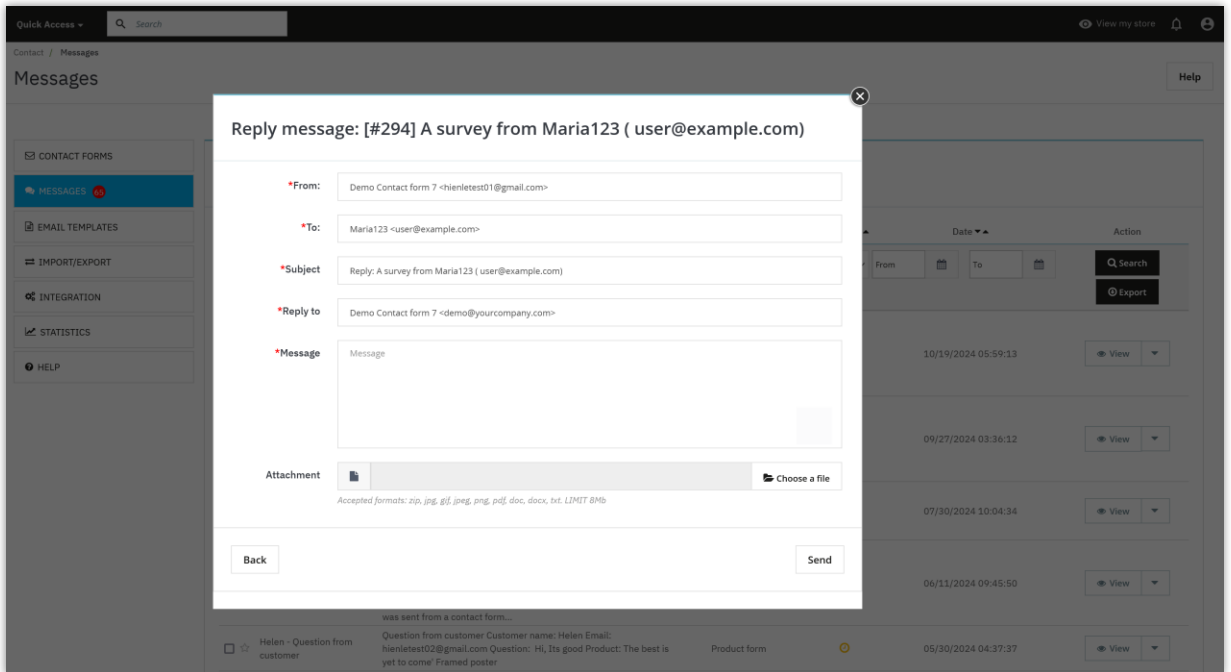 Quick Access
Search
View my store
Contact / Messages
Messages
Help
Reply message: [#294] A survey from Maria123 ( user@example.com)
CONTACT FORMS
MESSAGES 65
EMAIL TEMPLATES
IMPORT/EXPORT
INTEGRATION
STATISTICS
HELP
*From:
Demo Contact form 7 <hienletest01@gmail.com>
*To:
Maria123 <user@example.com>
*Subject
Reply: A survey from Maria123 ( user@example.com)
*Reply to
Demo Contact form 7 <demo@yourcompany.com>
*Message
Message
Attachment
Choose a file
Accepted formats: zip, jpg, gif, jpeg, png, pdf, doc, docx, txt. LIMIT 8Mb
Back
Send
Date
Action
From
To
Search
Export
10/19/2024 05:59:13
View
09/27/2024 03:36:12
View
07/30/2024 10:04:34
View
06/11/2024 09:45:50
View
was sent from a contact form...
Helen - Question from
customer
Question from customer Customer name: Helen Email:
hienletest02@gmail.com Question: Hi, Its good Product: The best is
yet to come' Framed poster
Product form
05/30/2024 04:37:37
View